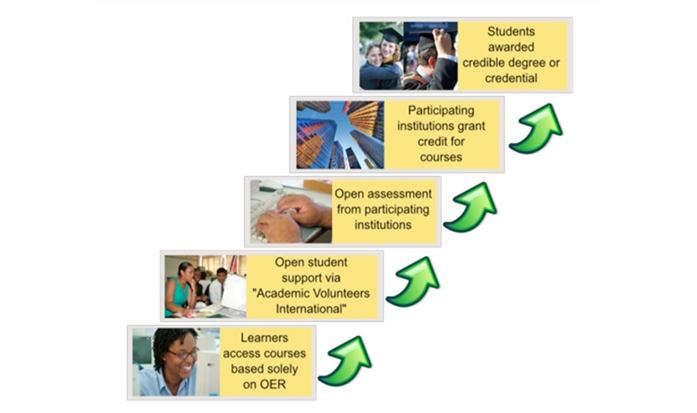 Students
awarded
credible degree or
credential
Participating
institutions grant
credit for
courses
Open assessment
from participating
institutions
Open student
support via
"Academic Volunteers
International"
Learners
access courses
based solely
on OER